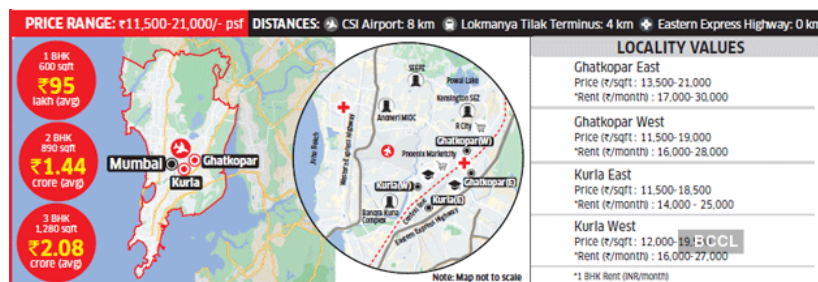 PRICE RANGE: ₹11,500-21,000/- psf DISTANCES: CSI Airport: 8 km Lokmanya Tilak Terminus: 4 km Eastern Express Highway: 0 km
1 BHK
600 sqft
₹95
lakh (avg)
2 BHK
890 sqft
₹1.44
crore (avg)
3 BHK
1,280 sqft
₹2.08
crore (avg)
Mumbai
Ghatkopar
Kurla
SEEPZ
Powai Lake
Kensington SEZ
Andheri MIDC
R City
Ghatkopar(W)
Juhu Beach
Western Express Highway
Phoenix Marketcity
Kurla(W)
Ghatkopar(E)
Kurla(E)
Bandra Kurla
Complex
Central line
Eastern Express Highway
Note: Map not to scale
LOCALITY VALUES
Ghatkopar East
Price (₹/sqft) : 13,500-21,000
*Rent (₹/month) : 17,000-30,000
Ghatkopar West
Price (₹/sqft) : 11,500-19,000
*Rent (₹/month) : 16,000-28,000
Kurla East
Price (₹/sqft) : 11,500-18,500
*Rent (₹/month) : 14,000 - 25,000
Kurla West
Price (₹/sqft) : 12,000-
*Rent (₹/month) : 16,000-27,000
BCCL
*1 BHK Rent (INR/month)